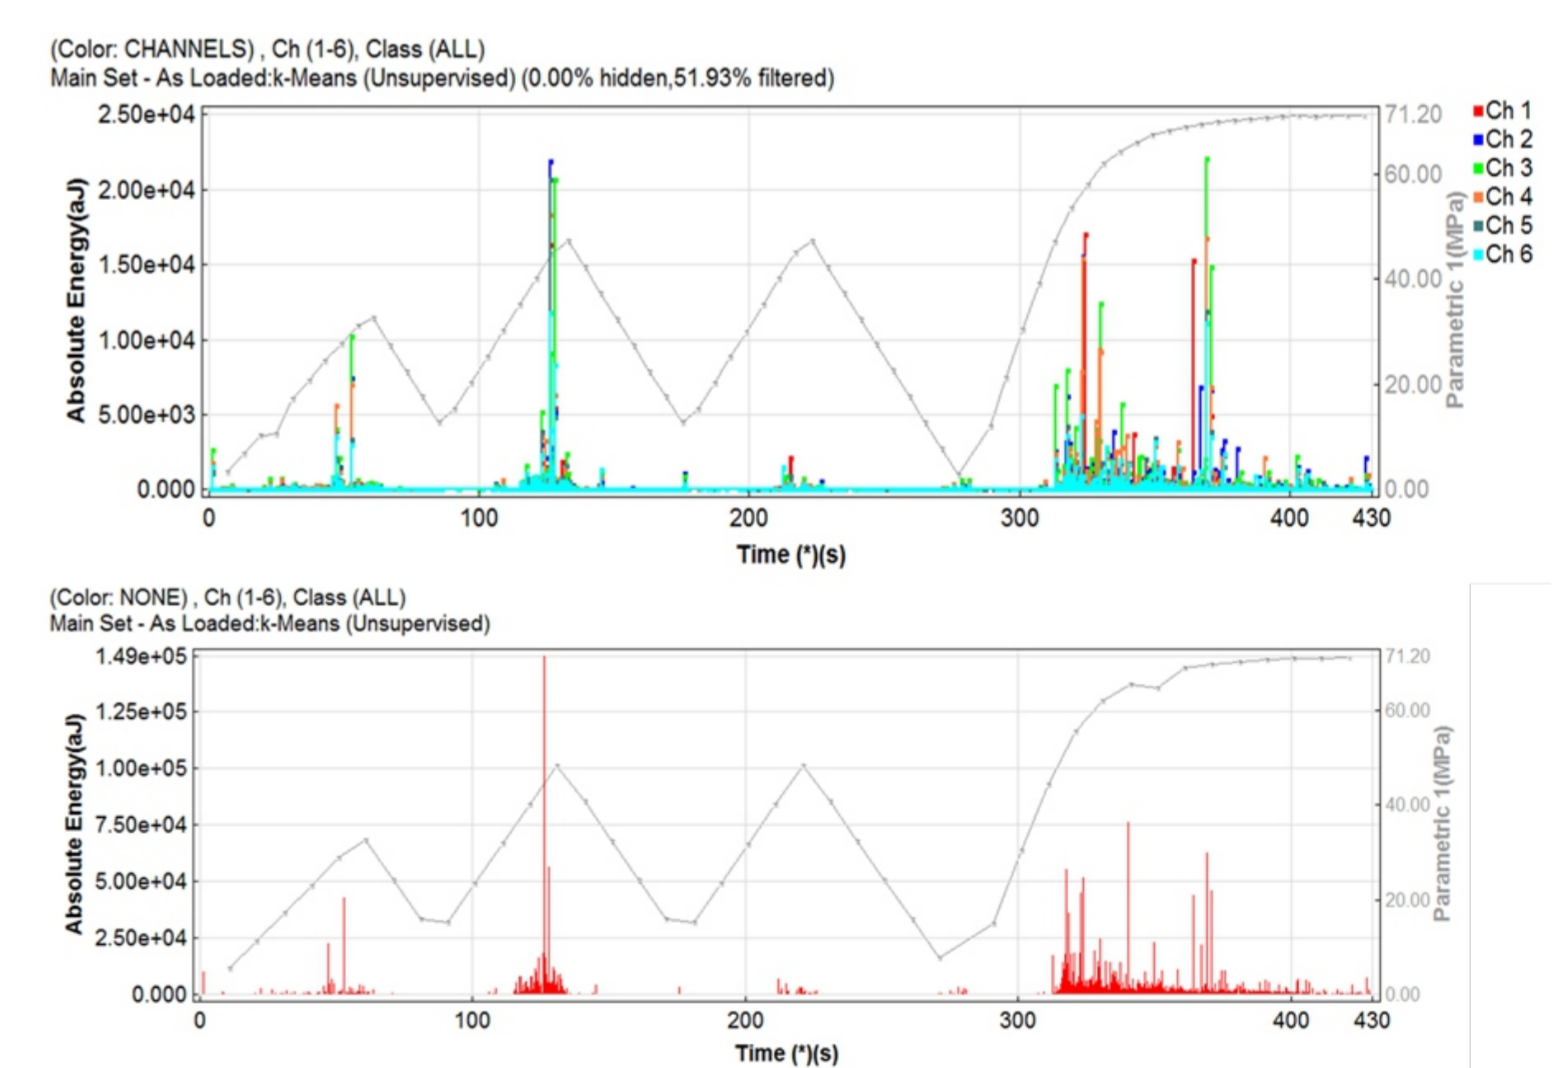 (Color: CHANNELS) , Ch (1-6), Class (ALL)
Main Set - As Loaded:k-Means (Unsupervised) (0.00% hidden,51.93% filtered)
2.50e+04
2.00e+04
1.50e+04
1.00e+04
5.00e+03
0.000
Absolute Energy(aJ)
71.20
60.00
40.00
20.00
0.00
Parametric 1(MPa)
Ch 1
Ch 2
Ch 3
Ch 4
Ch 5
Ch 6
0 100 200 300 400 430
Time (*)(s)
(Color: NONE) , Ch (1-6), Class (ALL)
Main Set - As Loaded:k-Means (Unsupervised)
1.49e+05
1.25e+05
1.00e+05
7.50e+04
5.00e+04
2.50e+04
0.000
Absolute Energy(aJ)
71.20
60.00
40.00
20.00
0.00
Parametric 1(MPa)
0 100 200 300 400 430
Time (*)(s)